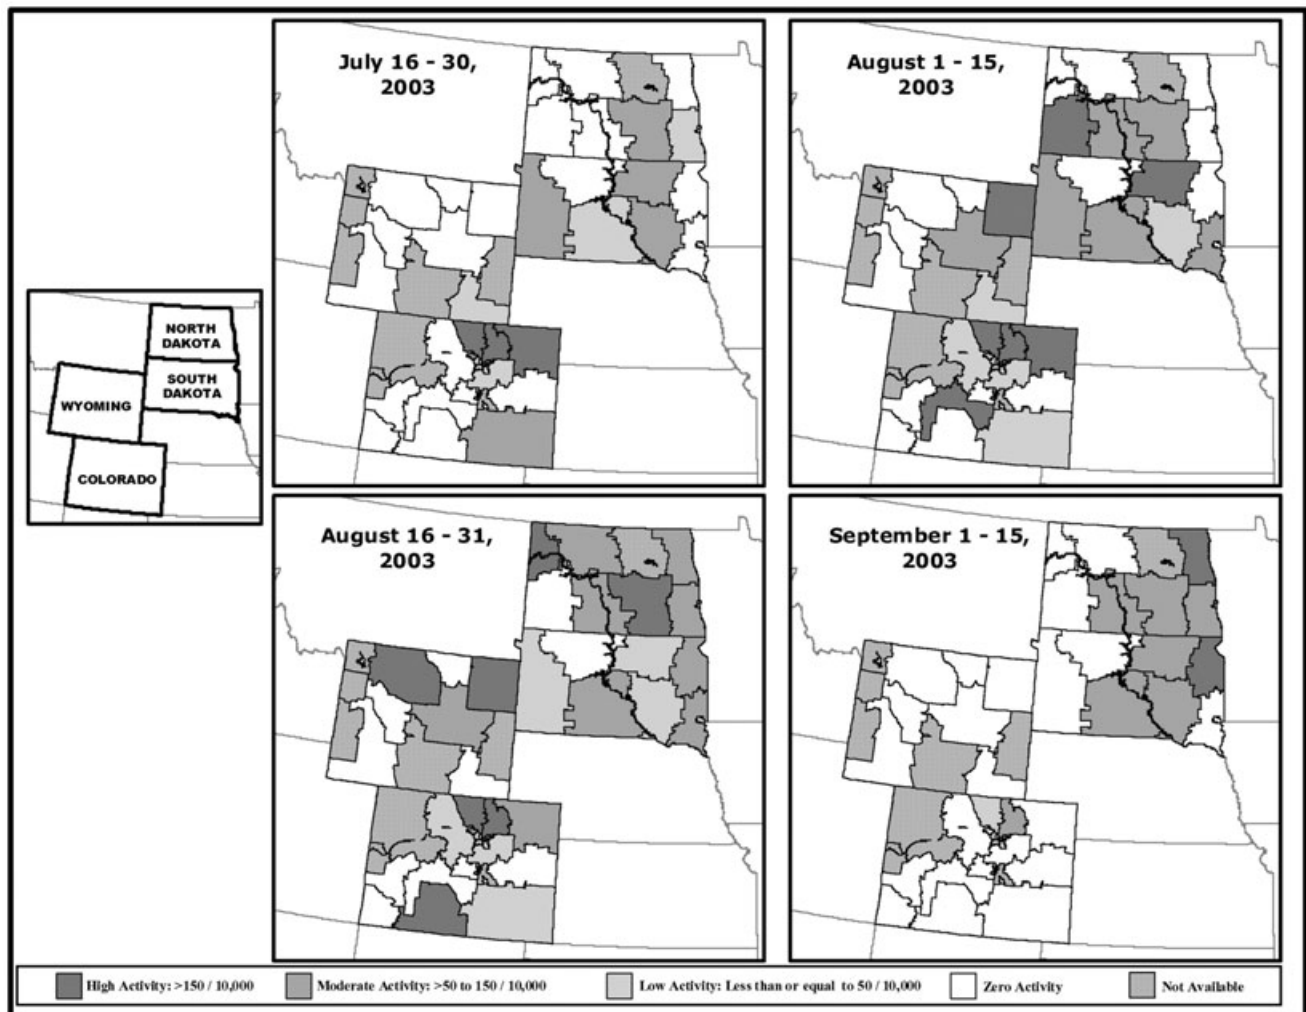 July 16 - 30,
2003
August 1 - 15,
2003
NORTH
DAKOTA
SOUTH
DAKOTA
WYOMING
COLORADO
August 16 - 31,
2003
September 1 - 15,
2003
High Activity: >150 / 10,000
Moderate Activity: >50 to 150 / 10,000
Low Activity: Less than or equal to 50 / 10,000
Zero Activity
Not Available